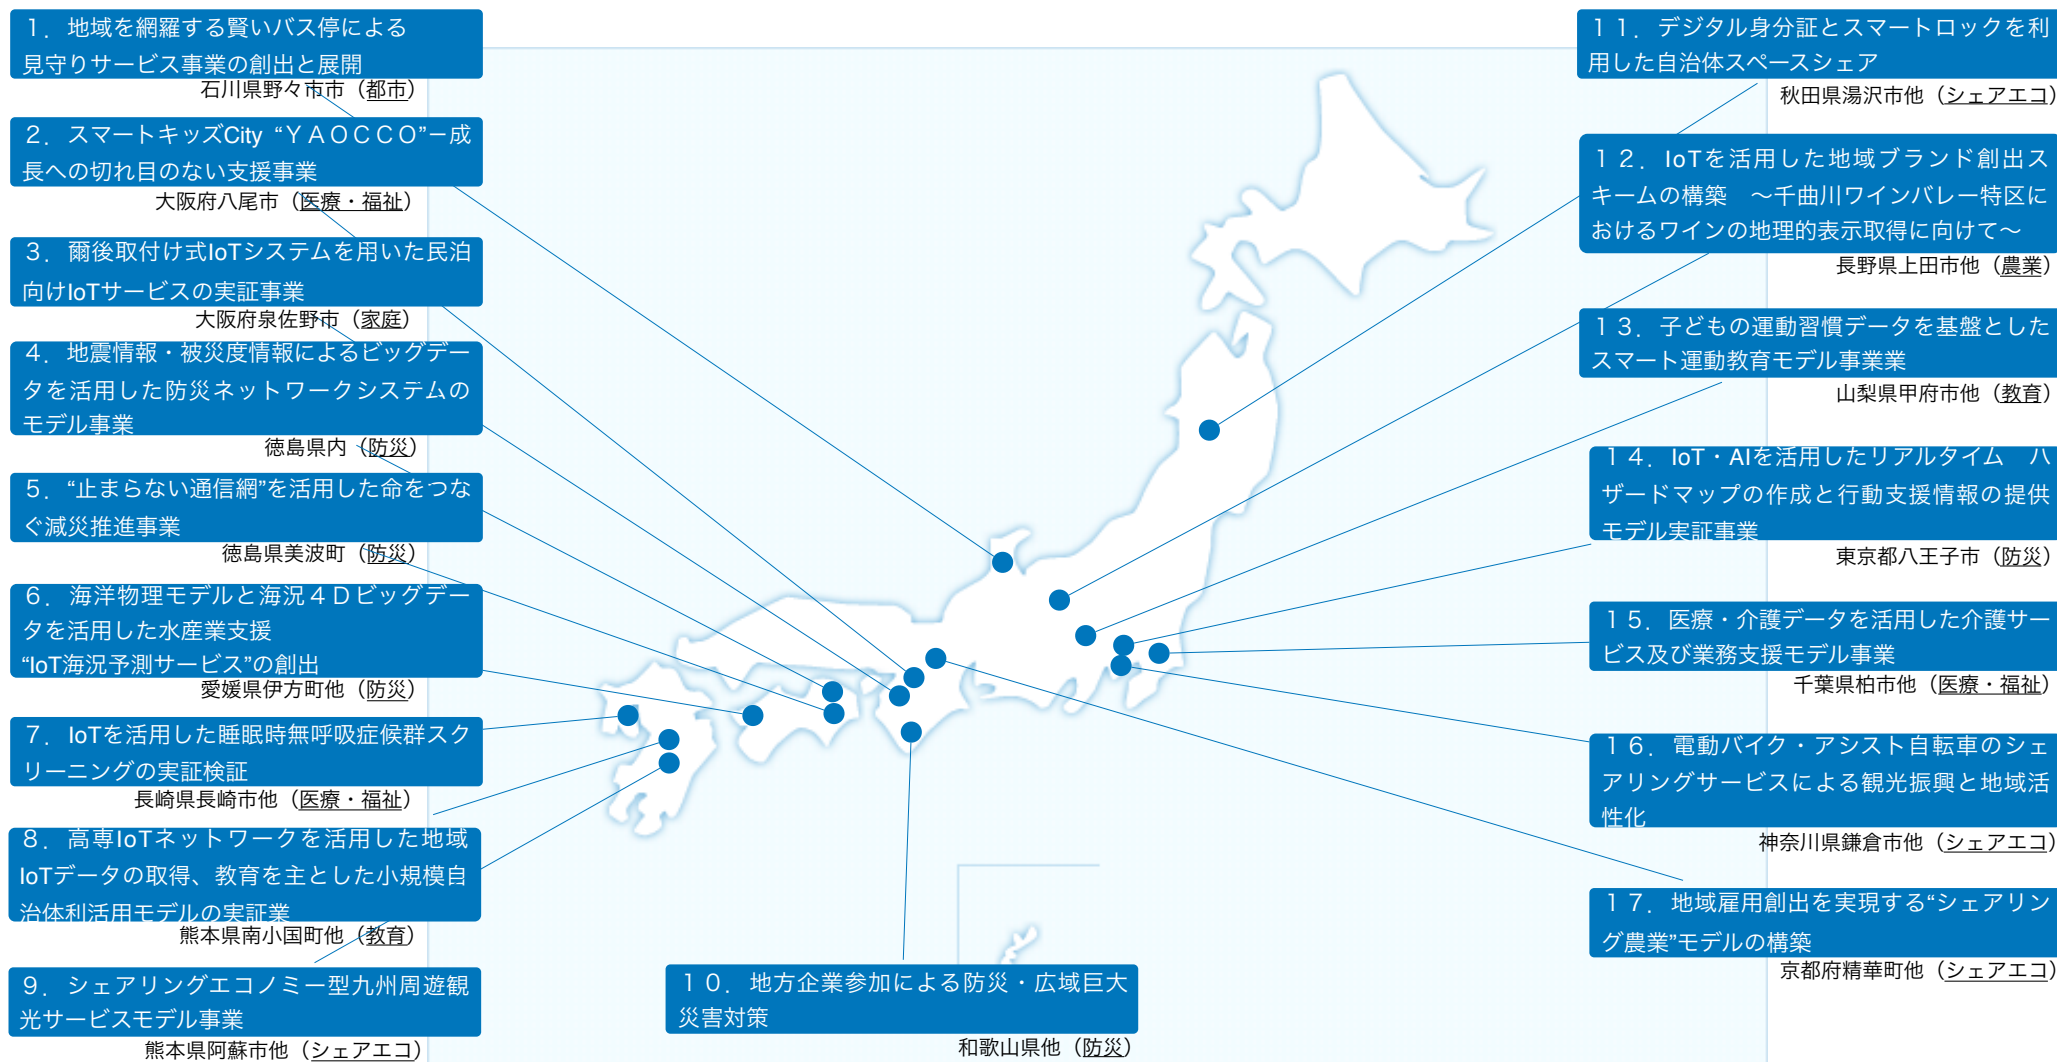 1．地域を網羅する賢いバス停による
見守りサービス事業の創出と展開
石川県野々市市（都市）
2．スマートキッズCity “ＹＡＯＣＣＯ”－成
長への切れ目のない支援事業
大阪府八尾市（医療・福祉）
3．爾後取付け式IoTシステムを用いた民泊
向けIoTサービスの実証事業
大阪府泉佐野市（家庭）
4．地震情報・被災度情報によるビッグデー
タを活用した防災ネットワークシステムの
モデル事業
徳島県内（防災）
5．“止まらない通信網”を活用した命をつな
ぐ減災推進事業
徳島県美波町（防災）
6．海洋物理モデルと海況４Ｄビッグデー
タを活用した水産業支援
“IoT海況予測サービス”の創出
愛媛県伊方町他（防災）
7．IoTを活用した睡眠時無呼吸症候群スク
リーニングの実証検証
長崎県長崎市他（医療・福祉）
8．高専IoTネットワークを活用した地域
IoTデータの取得、教育を主とした小規模自
治体利活用モデルの実証業
熊本県南小国町他（教育）
9．シェアリングエコノミー型九州周遊観
光サービスモデル事業
熊本県阿蘇市他（シェアエコ）
１０．地方企業参加による防災・広域巨大
災害対策
和歌山県他（防災）
１１．デジタル身分証とスマートロックを利
用した自治体スペースシェア
秋田県湯沢市他（シェアエコ）
１２．IoTを活用した地域ブランド創出ス
キームの構築　～千曲川ワインバレー特区に
おけるワインの地理的表示取得に向けて～
長野県上田市他（農業）
１３．子どもの運動習慣データを基盤とした
スマート運動教育モデル事業業
山梨県甲府市他（教育）
１４．IoT・AIを活用したリアルタイム　ハ
ザードマップの作成と行動支援情報の提供
モデル実証事業
東京都八王子市（防災）
１５．医療・介護データを活用した介護サー
ビス及び業務支援モデル事業
千葉県柏市他（医療・福祉）
１６．電動バイク・アシスト自転車のシェ
アリングサービスによる観光振興と地域活
性化
神奈川県鎌倉市他（シェアエコ）
１７．地域雇用創出を実現する“シェアリン
グ農業”モデルの構築
京都府精華町他（シェアエコ）